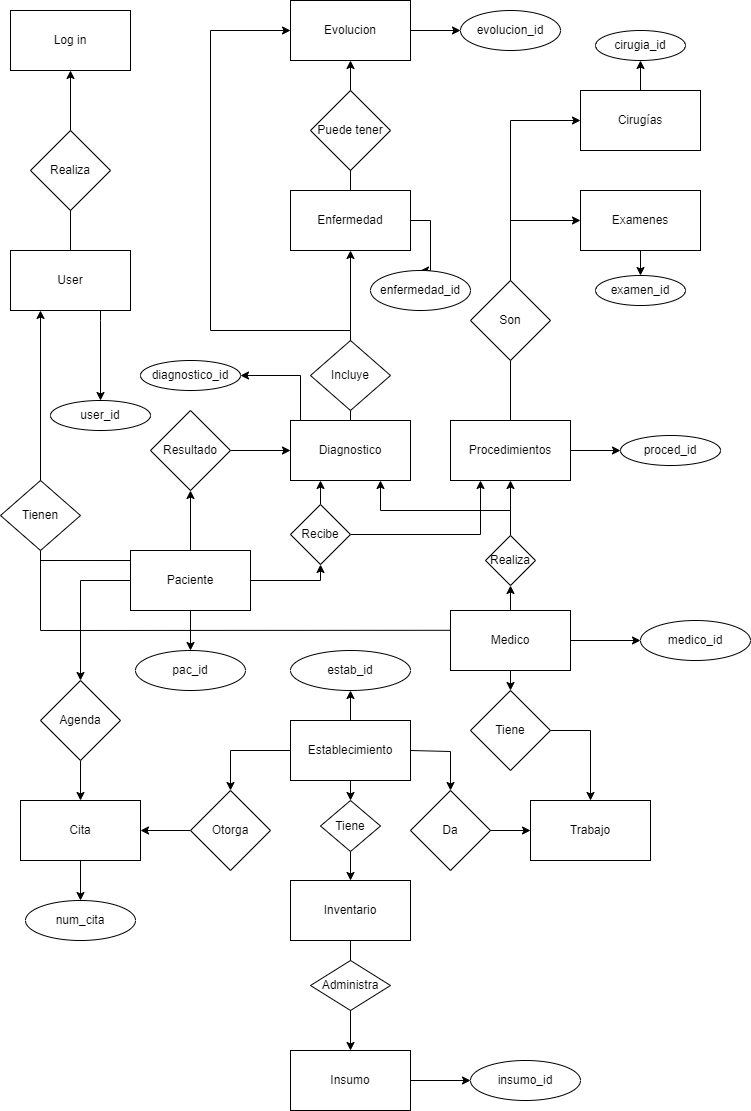 Log in
Evolucion
evolucion_id
cirugia_id
Cirugías
Puede tener
Realiza
Enfermedad
Examenes
User
enfermedad_id
examen_id
Son
diagnostico_id
Incluye
user_id
Resultado
Diagnostico
Procedimientos
proced_id
Tienen
Recibe
Realiza
Paciente
Medico
medico_id
pac_id
estab_id
Agenda
Tiene
Establecimiento
Cita
Otorga
Tiene
Da
Trabajo
num_cita
Inventario
Administra
Insumo
insumo_id